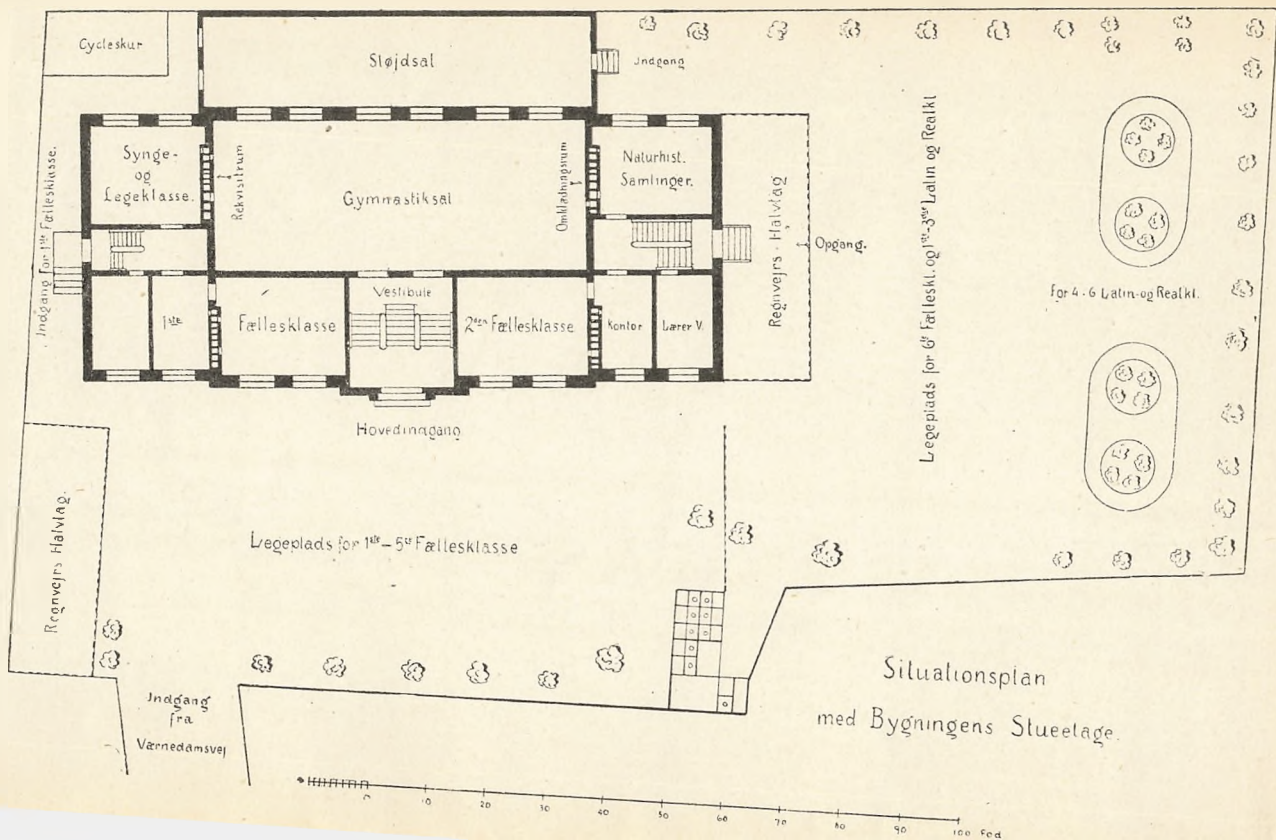 Cycleskur
Sløjdsal
Indgang
Synge-
og
Legeklasse.
Rekvisitrum
Gymnastiksal
Omklædningsrum
Naturhist.
Samlinger.
Indgang for 1ste Fællesklasse.
Regnvejrs-Halvtag
Opgang.
Legeplads for 6te Fælleskl. og 1ste-3die Latin og Realkl
for 4-6 Latin-og Realkl.
1ste
Fællesklasse
Vestibule
2den Fællesklasse
Kontor
Lærer V.
Hovedindgang
Regnvejrs Halvtag.
Legeplads for 1ste-5te Fællesklasse
Indgang
fra
Værnedamsvej
Situationsplan
med Bygningens Stueetage.
0 10 20 30 40 50 60 70 80 90 100 Fod